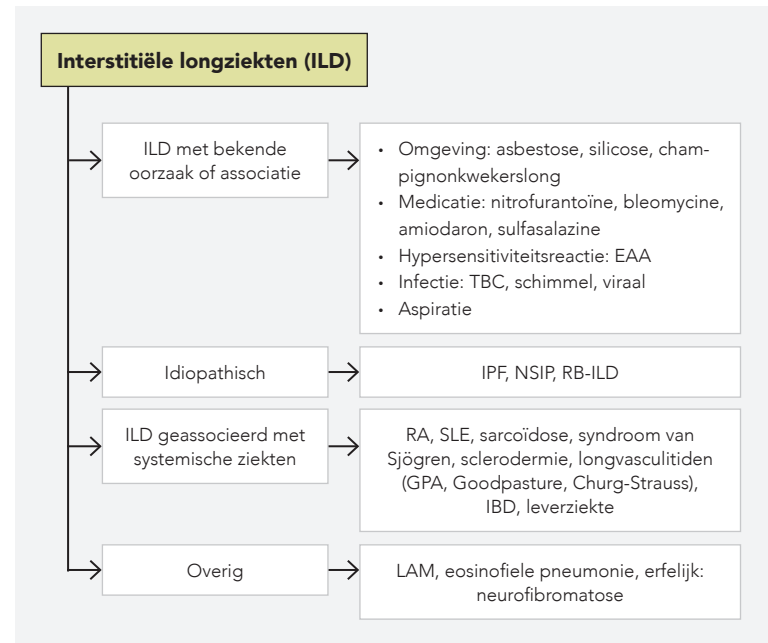 Interstitiële longziekten (ILD)
ILD met bekende
oorzaak of associatie
• Omgeving: asbestose, silicose, cham-
pignonkwekerslong
• Medicatie: nitrofurantoïne, bleomycine,
amiodaron, sulfasalazine
• Hypersensitiviteitsreactie: EAA
• Infectie: TBC, schimmel, viraal
• Aspiratie
Idiopathisch
IPF, NSIP, RB-ILD
ILD geassocieerd met
systemische ziekten
RA, SLE, sarcoïdose, syndroom van
Sjögren, sclerodermie, longvasculitiden
(GPA, Goodpasture, Churg-Strauss),
IBD, leverziekte
Overig
LAM, eosinofiele pneumonie, erfelijk:
neurofibromatose